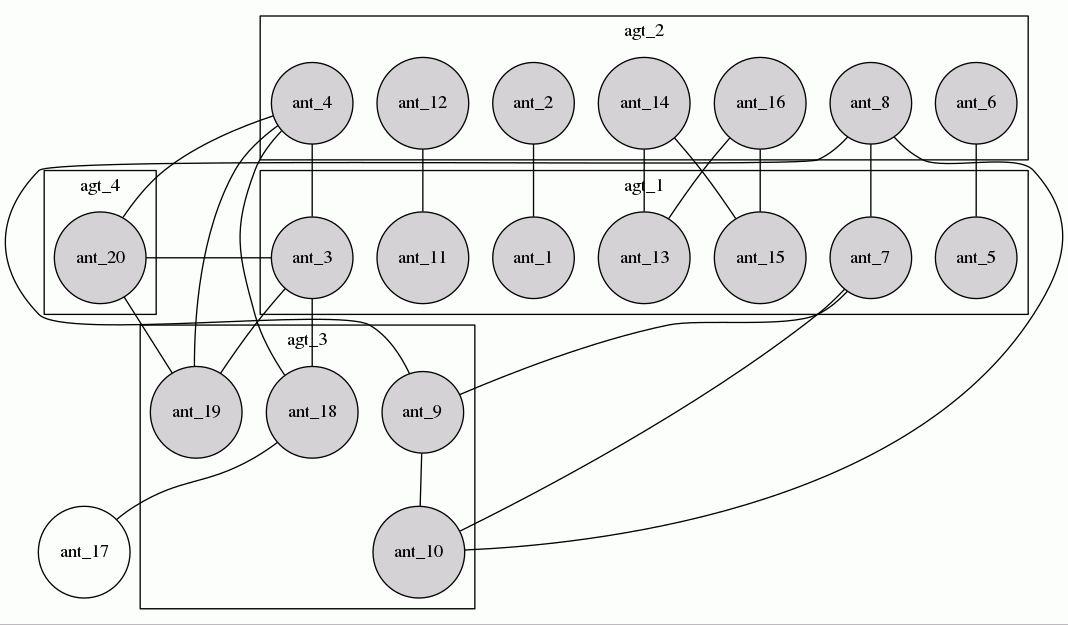 agt_2
ant_4 ant_12 ant_2 ant_14 ant_16 ant_8 ant_6
agt_4 agt_1
ant_20 ant_3 ant_11 ant_1 ant_13 ant_15 ant_7 ant_5
agt_3
ant_19 ant_18 ant_9
ant_17 ant_10